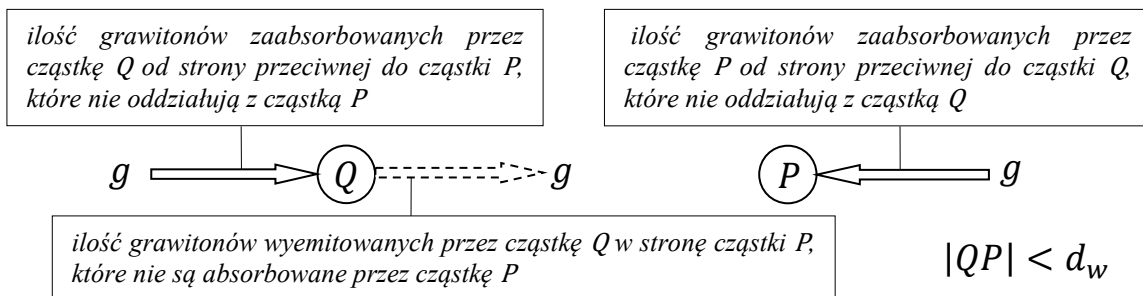 ilość grawitonów zaabsorbowanych przez
cząstkę Q od strony przeciwnej do cząstki P,
które nie oddziałują z cząstką P
ilość grawitonów zaabsorbowanych przez
cząstkę P od strony przeciwnej do cząstki Q,
które nie oddziałują z cząstką Q
g Q g P g
ilość grawitonów wyemitowanych przez cząstkę Q w stronę cząstki P,
które nie są absorbowane przez cząstkę P
|QP| < d_w